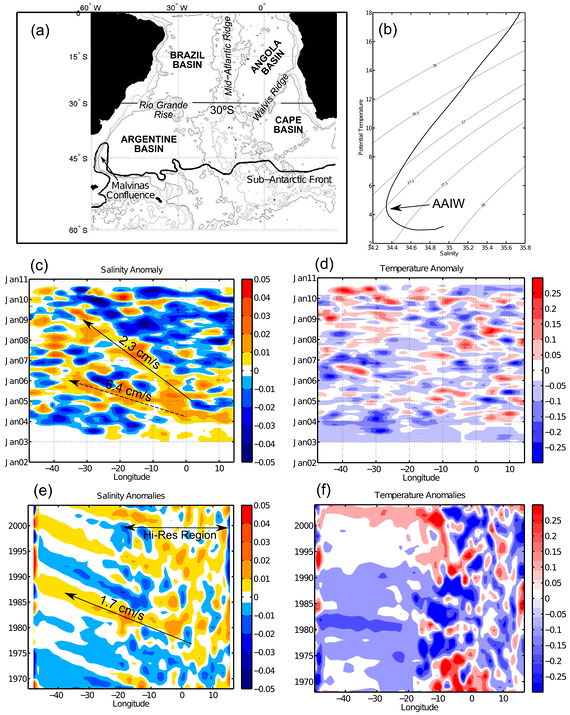 (a)
30°W
0°
0°
15°S
30°S
45°S
60°S
BRAZIL
BASIN
Mid−Atlantic Ridge
ANGOLA
BASIN
Walvis Ridge
Rio Grande
Rise
30°S
CAPE
BASIN
ARGENTINE
BASIN
Malvinas
Confluence
Sub−Antarctic Front
(b)
18
16
14
12
10
8
6
4
2
Potential Temperature
26
26.5
27
27.5
28
AAIW
34.2 34.4 34.6 34.8 35 35.2 35.4 35.6 35.8
Salinity
(c)
Salinity Anomaly
Jan11
Jan10
Jan09
Jan08
Jan07
Jan06
Jan05
Jan04
Jan03
Jan02
2.3 cm/s
6.4 cm/s
−40 −30 −20 −10 0 10
Longitude
0.05
0.04
0.03
0.02
0.01
0
−0.01
−0.02
−0.03
−0.04
−0.05
(d)
Temperature Anomaly
Jan11
Jan10
Jan09
Jan08
Jan07
Jan06
Jan05
Jan04
Jan03
Jan02
−40 −30 −20 −10 0 10
Longitude
0.25
0.2
0.15
0.1
0.05
0
−0.05
−0.1
−0.15
−0.2
−0.25
(e)
Salinity Anomalies
2000
1995
1990
1985
1980
1975
1970
Hi-Res Region
1.7 cm/s
−40 −30 −20 −10 0 10
Longitude
0.05
0.04
0.03
0.02
0.01
0
−0.01
−0.02
−0.03
−0.04
−0.05
(f)
Temperature Anomalies
2000
1995
1990
1985
1980
1975
1970
−40 −30 −20 −10 0 10
Longitude
0.25
0.2
0.15
0.1
0.05
0
−0.05
−0.1
−0.15
−0.2
−0.25